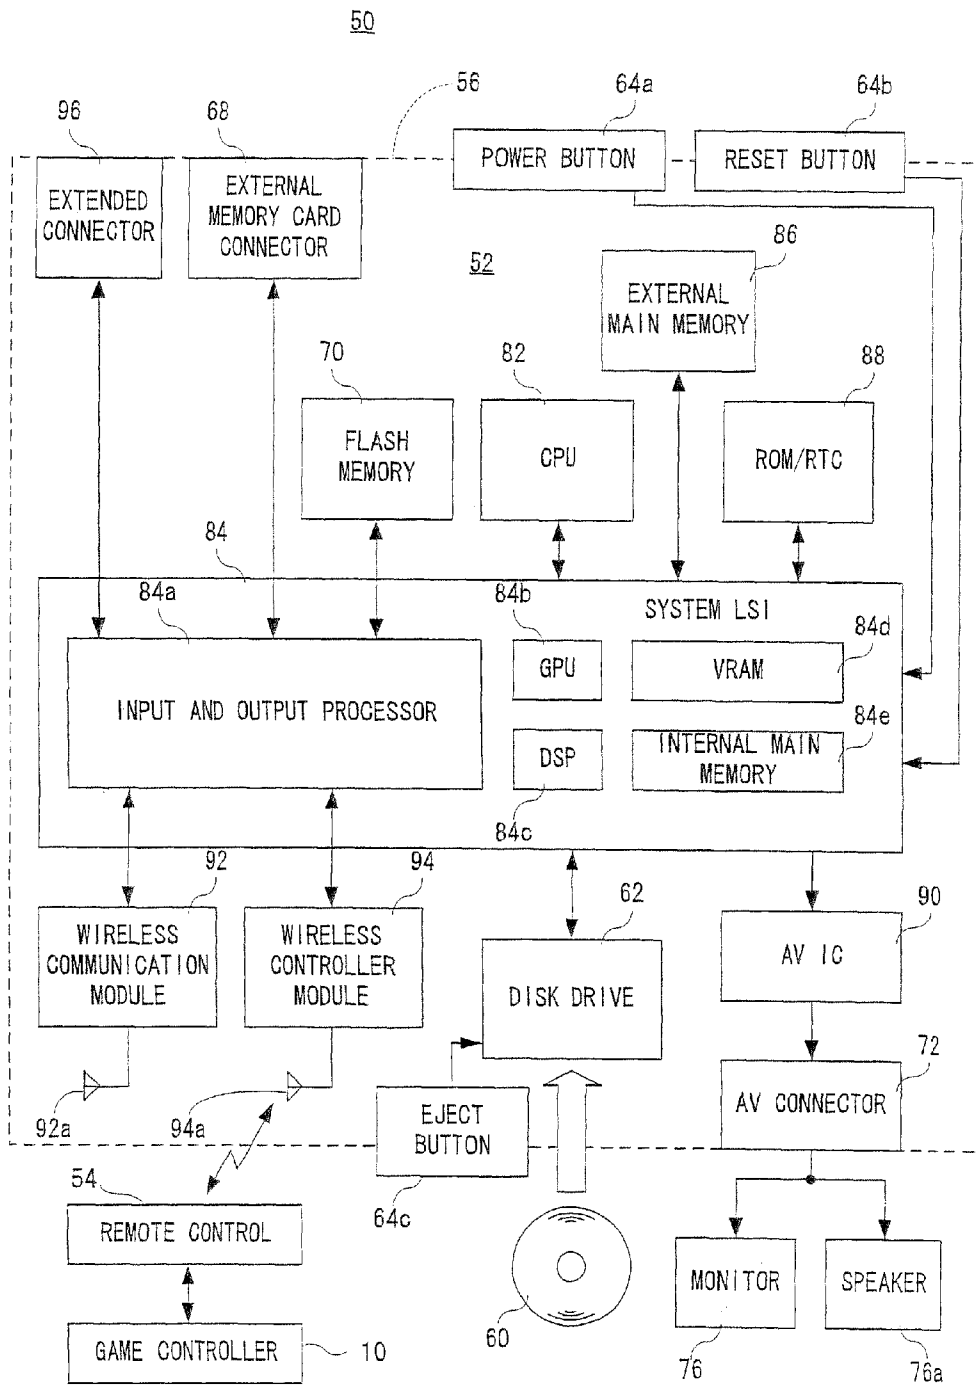 50
96
68
56
64a
64b
POWER BUTTON
RESET BUTTON
EXTENDED
CONNECTOR
EXTERNAL
MEMORY CARD
CONNECTOR
52
86
EXTERNAL
MAIN MEMORY
70
82
88
FLASH
MEMORY
CPU
ROM/RTC
84
84a
84b
SYSTEM LSI
84d
GPU
VRAM
INPUT AND OUTPUT PROCESSOR
84e
DSP
INTERNAL MAIN
MEMORY
84c
92
94
62
90
WIRELESS
COMMUNICATION
MODULE
WIRELESS
CONTROLLER
MODULE
DISK DRIVE
AV IC
72
92a
94a
EJECT
BUTTON
AV CONNECTOR
54
64c
REMOTE CONTROL
MONITOR
SPEAKER
60
GAME CONTROLLER
10
76
76a